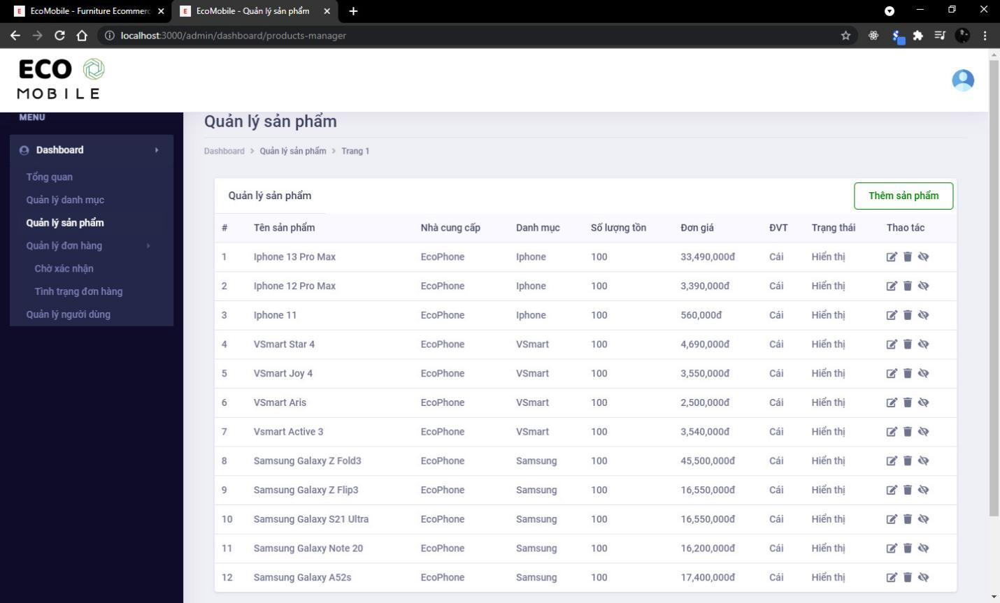 EcoMobile - Furniture Ecommerc
EcoMobile - Quản lý sản phẩm
localhost:3000/admin/dashboard/products-manager
ECO
MOBILE
MENU
Dashboard
Tổng quan
Quản lý danh mục
Quản lý sản phẩm
Quản lý đơn hàng
Chờ xác nhận
Tình trạng đơn hàng
Quản lý người dùng
Quản lý sản phẩm
Dashboard > Quản lý sản phẩm > Trang 1
Quản lý sản phẩm Thêm sản phẩm
# Tên sản phẩm Nhà cung cấp Danh mục Số lượng tồn Đơn giá ĐVT Trạng thái Thao tác
1 Iphone 13 Pro Max EcoPhone Iphone 100 33,490,000đ Cái Hiển thị
2 Iphone 12 Pro Max EcoPhone Iphone 100 3,390,000đ Cái Hiển thị
3 Iphone 11 EcoPhone Iphone 100 560,000đ Cái Hiển thị
4 VSmart Star 4 EcoPhone VSmart 100 4,690,000đ Cái Hiển thị
5 VSmart Joy 4 EcoPhone VSmart 100 3,550,000đ Cái Hiển thị
6 VSmart Aris EcoPhone VSmart 100 2,500,000đ Cái Hiển thị
7 Vsmart Active 3 EcoPhone VSmart 100 3,540,000đ Cái Hiển thị
8 Samsung Galaxy Z Fold3 EcoPhone Samsung 100 45,500,000đ Cái Hiển thị
9 Samsung Galaxy Z Flip3 EcoPhone Samsung 100 16,550,000đ Cái Hiển thị
10 Samsung Galaxy S21 Ultra EcoPhone Samsung 100 16,550,000đ Cái Hiển thị
11 Samsung Galaxy Note 20 EcoPhone Samsung 100 16,200,000đ Cái Hiển thị
12 Samsung Galaxy A52s EcoPhone Samsung 100 17,400,000đ Cái Hiển thị